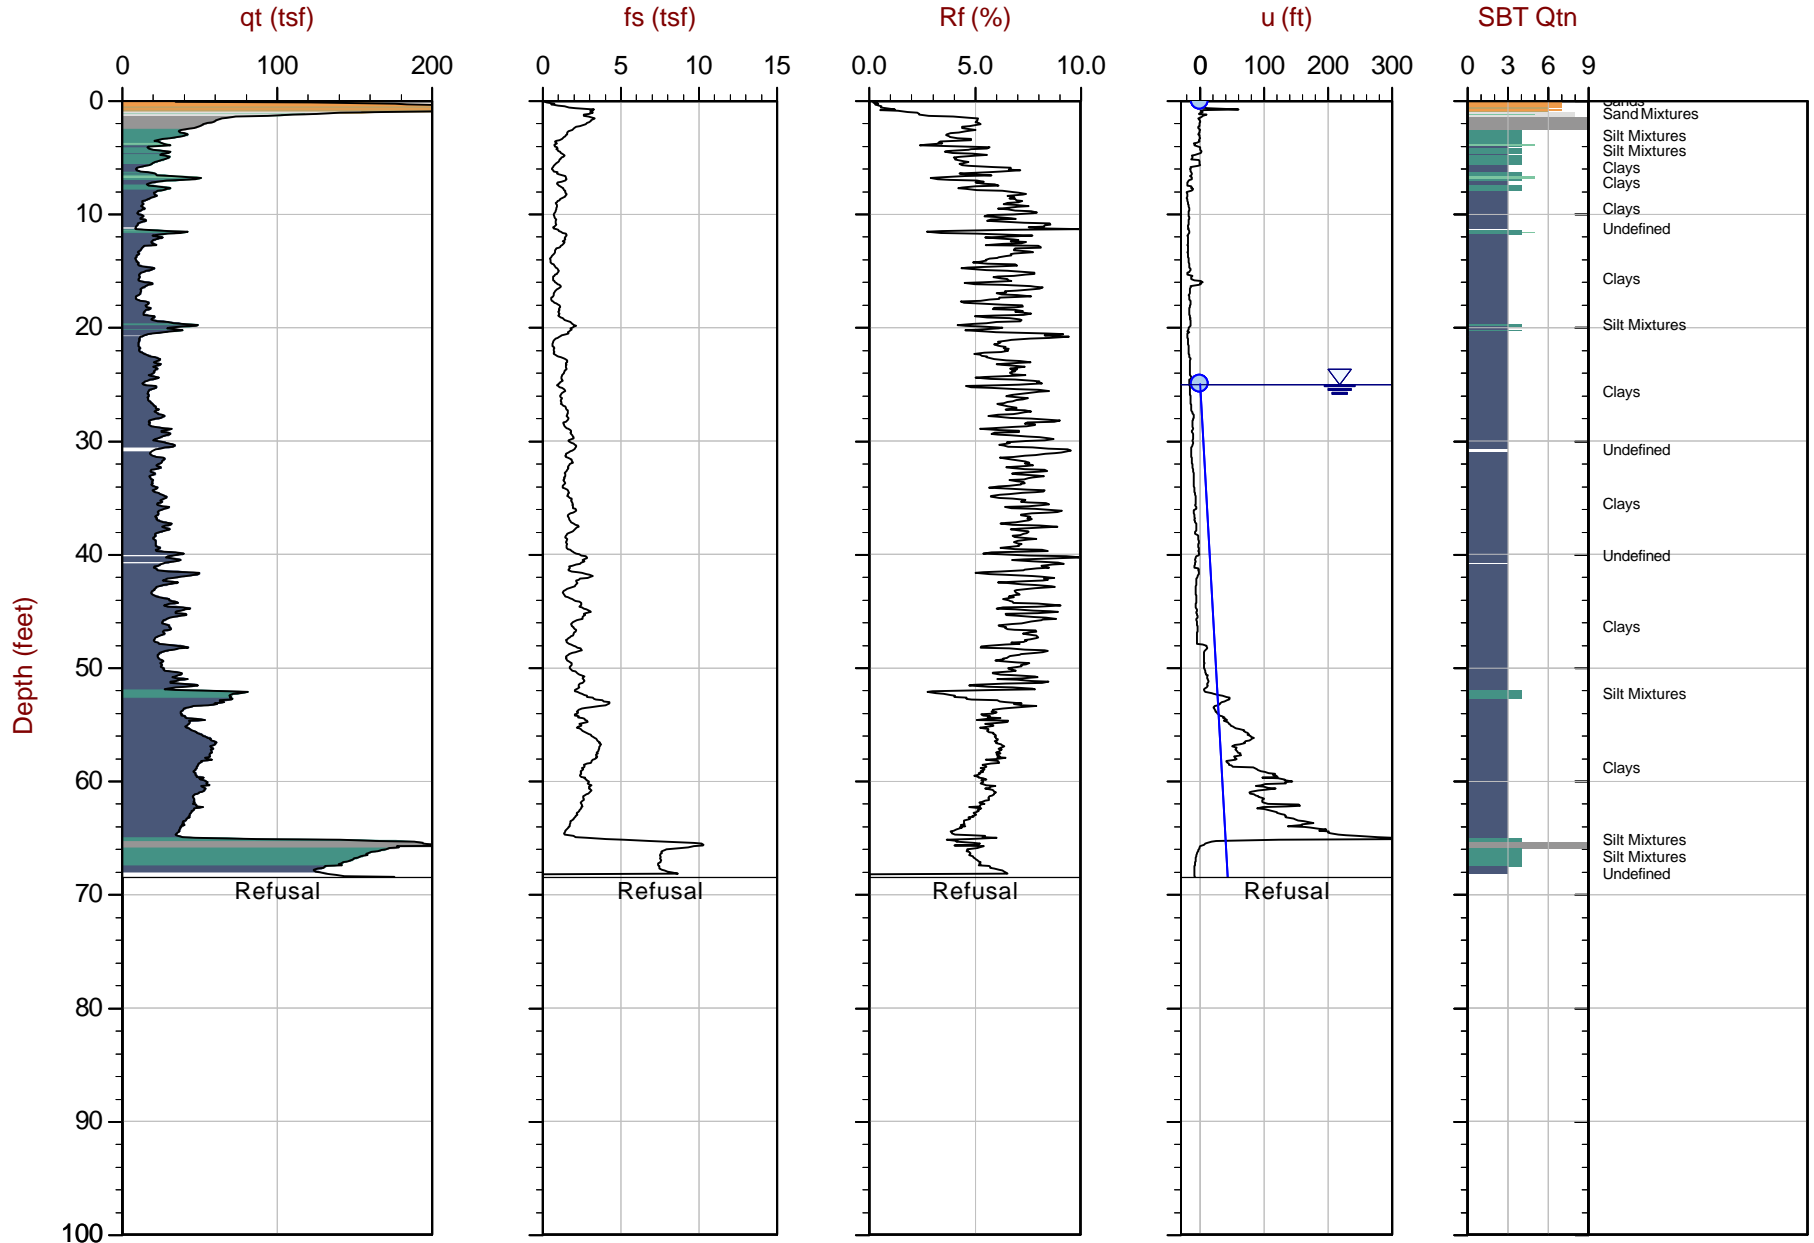 qt (tsf) fs (tsf) Rf (%) u (ft) SBT Qtn
0 100 200 0 5 15 0.0 5.0 10.0 0 100 200 300 0 3 6 9
0
10
20
30
40
50
60
70
80
90
100
Depth (feet)
Sands
Sand Mixtures
Silt Mixtures
Silt Mixtures
Clays
Clays
Clays
Undefined
Clays
Silt Mixtures
Clays
Undefined
Clays
Undefined
Clays
Silt Mixtures
Clays
Silt Mixtures
Silt Mixtures
Undefined
Refusal Refusal Refusal Refusal